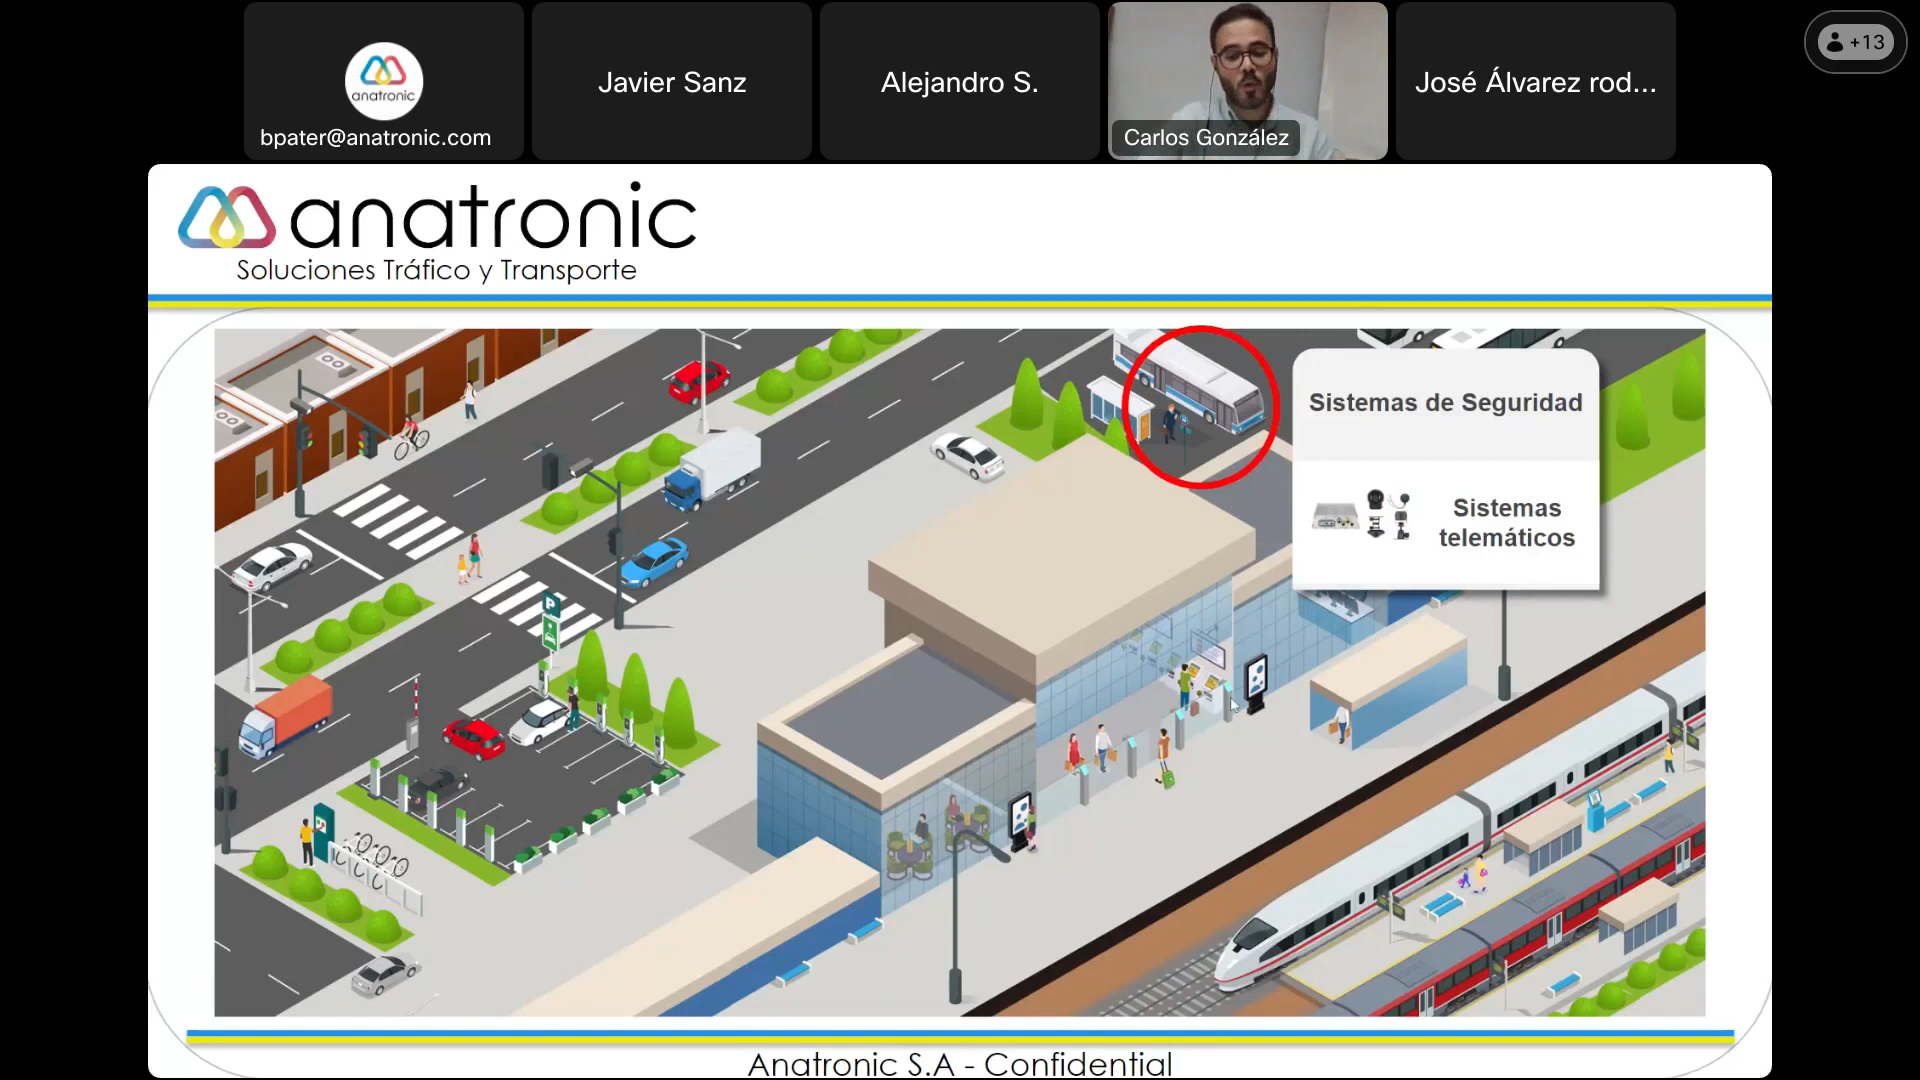 anatronic
bpater@anatronic.com
Javier Sanz
Alejandro S.
Carlos González
José Álvarez rod...
+13
anatronic
Soluciones Tráfico y Transporte
Sistemas de Seguridad
Sistemas
telemáticos
P
Anatronic S.A - Confidential